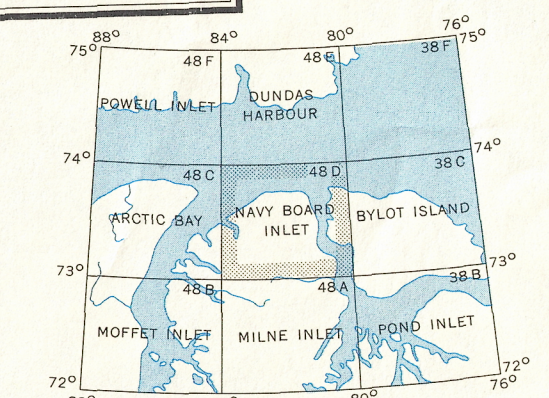 88° 84° 80° 76°
75° 48 F 48 E 38 F 75°
POWELL INLET DUNDAS
HARBOUR
74° 48 C 48 D 38 C 74°
ARCTIC BAY NAVY BOARD
INLET BYLOT ISLAND
73° 48 B 48 A 38 B 73°
MOFFET INLET MILNE INLET POND INLET
72° 80° 72°
76°